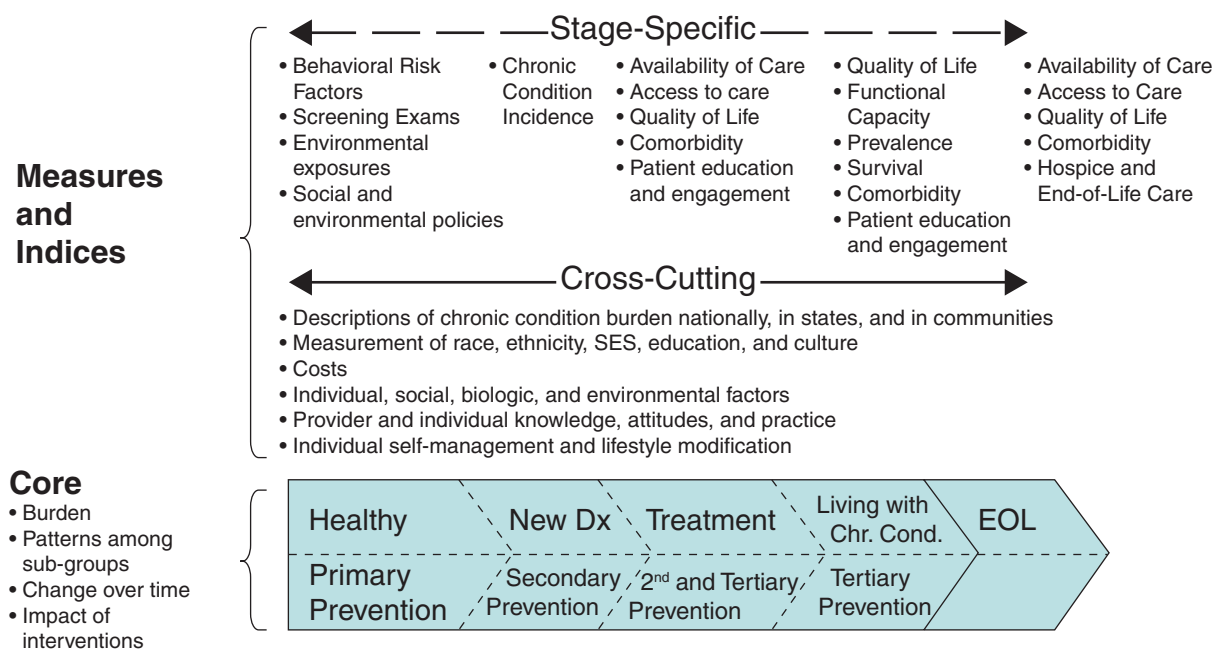 Stage-Specific
• Behavioral Risk
Factors
• Screening Exams
• Environmental
exposures
• Social and
environmental policies
• Chronic
Condition
Incidence
• Availability of Care
• Access to care
• Quality of Life
• Comorbidity
• Patient education
and engagement
• Quality of Life
• Functional
Capacity
• Prevalence
• Survival
• Comorbidity
• Patient education
and engagement
• Availability of Care
• Access to Care
• Quality of Life
• Comorbidity
• Hospice and
End-of-Life Care
Measures
and
Indices
Cross-Cutting
• Descriptions of chronic condition burden nationally, in states, and in communities
• Measurement of race, ethnicity, SES, education, and culture
• Costs
• Individual, social, biologic, and environmental factors
• Provider and individual knowledge, attitudes, and practice
• Individual self-management and lifestyle modification
Core
• Burden
• Patterns among
sub-groups
• Change over time
• Impact of
interventions
Healthy
New Dx
Treatment
Living with
Chr. Cond.
EOL
Primary
Prevention
Secondary
Prevention
2nd and Tertiary
Prevention
Tertiary
Prevention